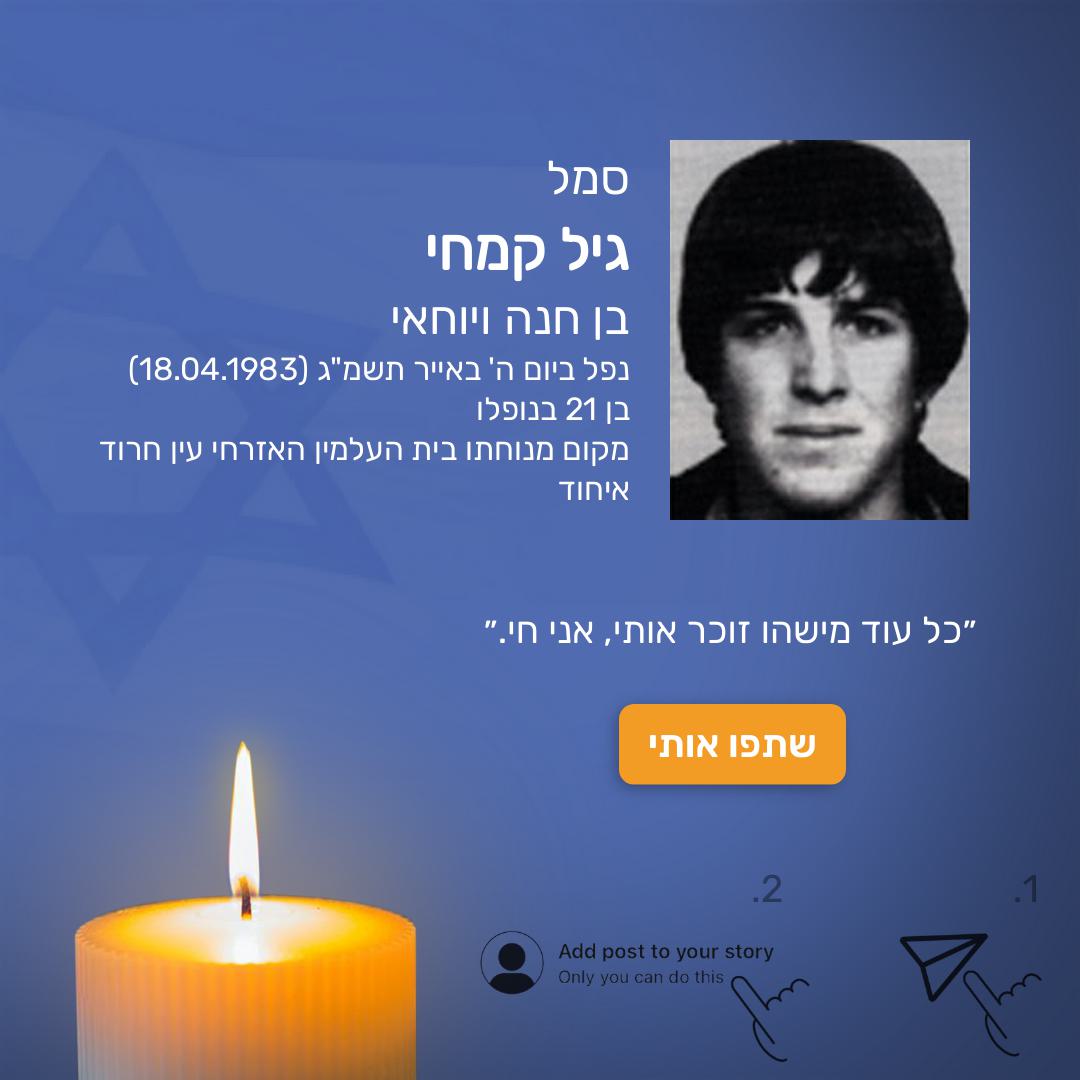 סמל
גיל קמחי
בן חנה ויוחאי
נפל ביום ה' באייר תשמ"ג (18.04.1983)
בן 21 בנופלו
מקום מנוחתו בית העלמין האזרחי עין חרוד
איחוד
״כל עוד מישהו זוכר אותי, אני חי.״
שתפו אותי
.1
.2
Add post to your story
Only you can do this